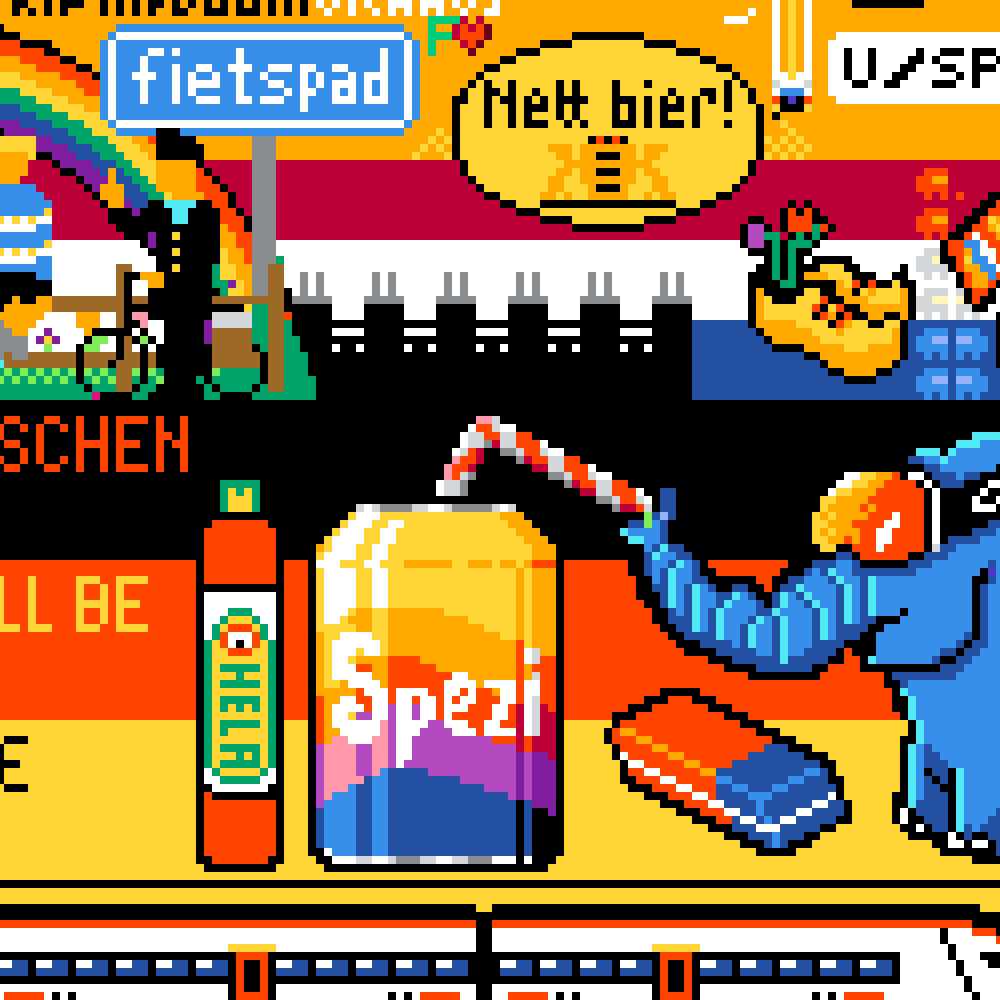 fietspad
Nett bier!
U/SP
SCHEN
LL BE
E
HELA
Spezi